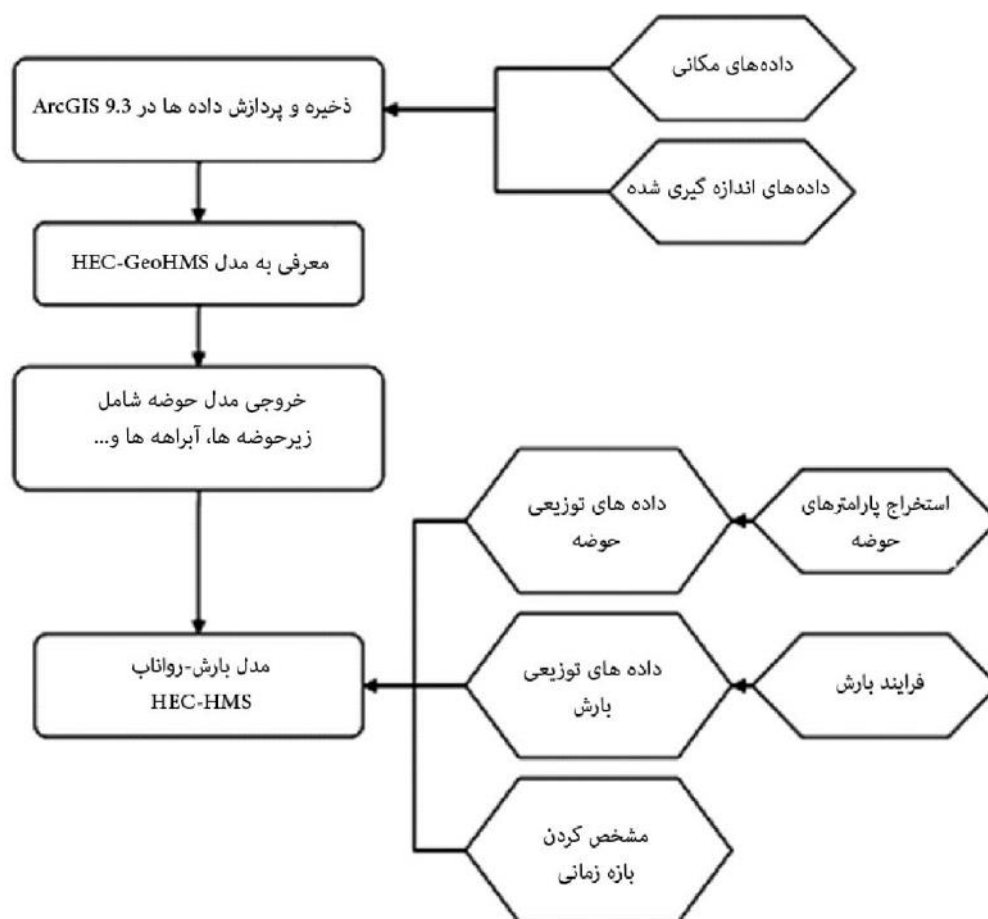 داده‌های مکانی
ذخیره و پردازش داده ها در ArcGIS 9.3
داده‌های اندازه گیری شده
معرفی به مدل HEC-GeoHMS
خروجی مدل حوضه شامل
زیرحوضه ها، آبراهه ها و...
استخراج پارامترهای
حوضه
داده های توزیعی
حوضه
فرایند بارش
داده های توزیعی
بارش
مدل بارش-رواناب
HEC-HMS
مشخص کردن
بازه زمانی